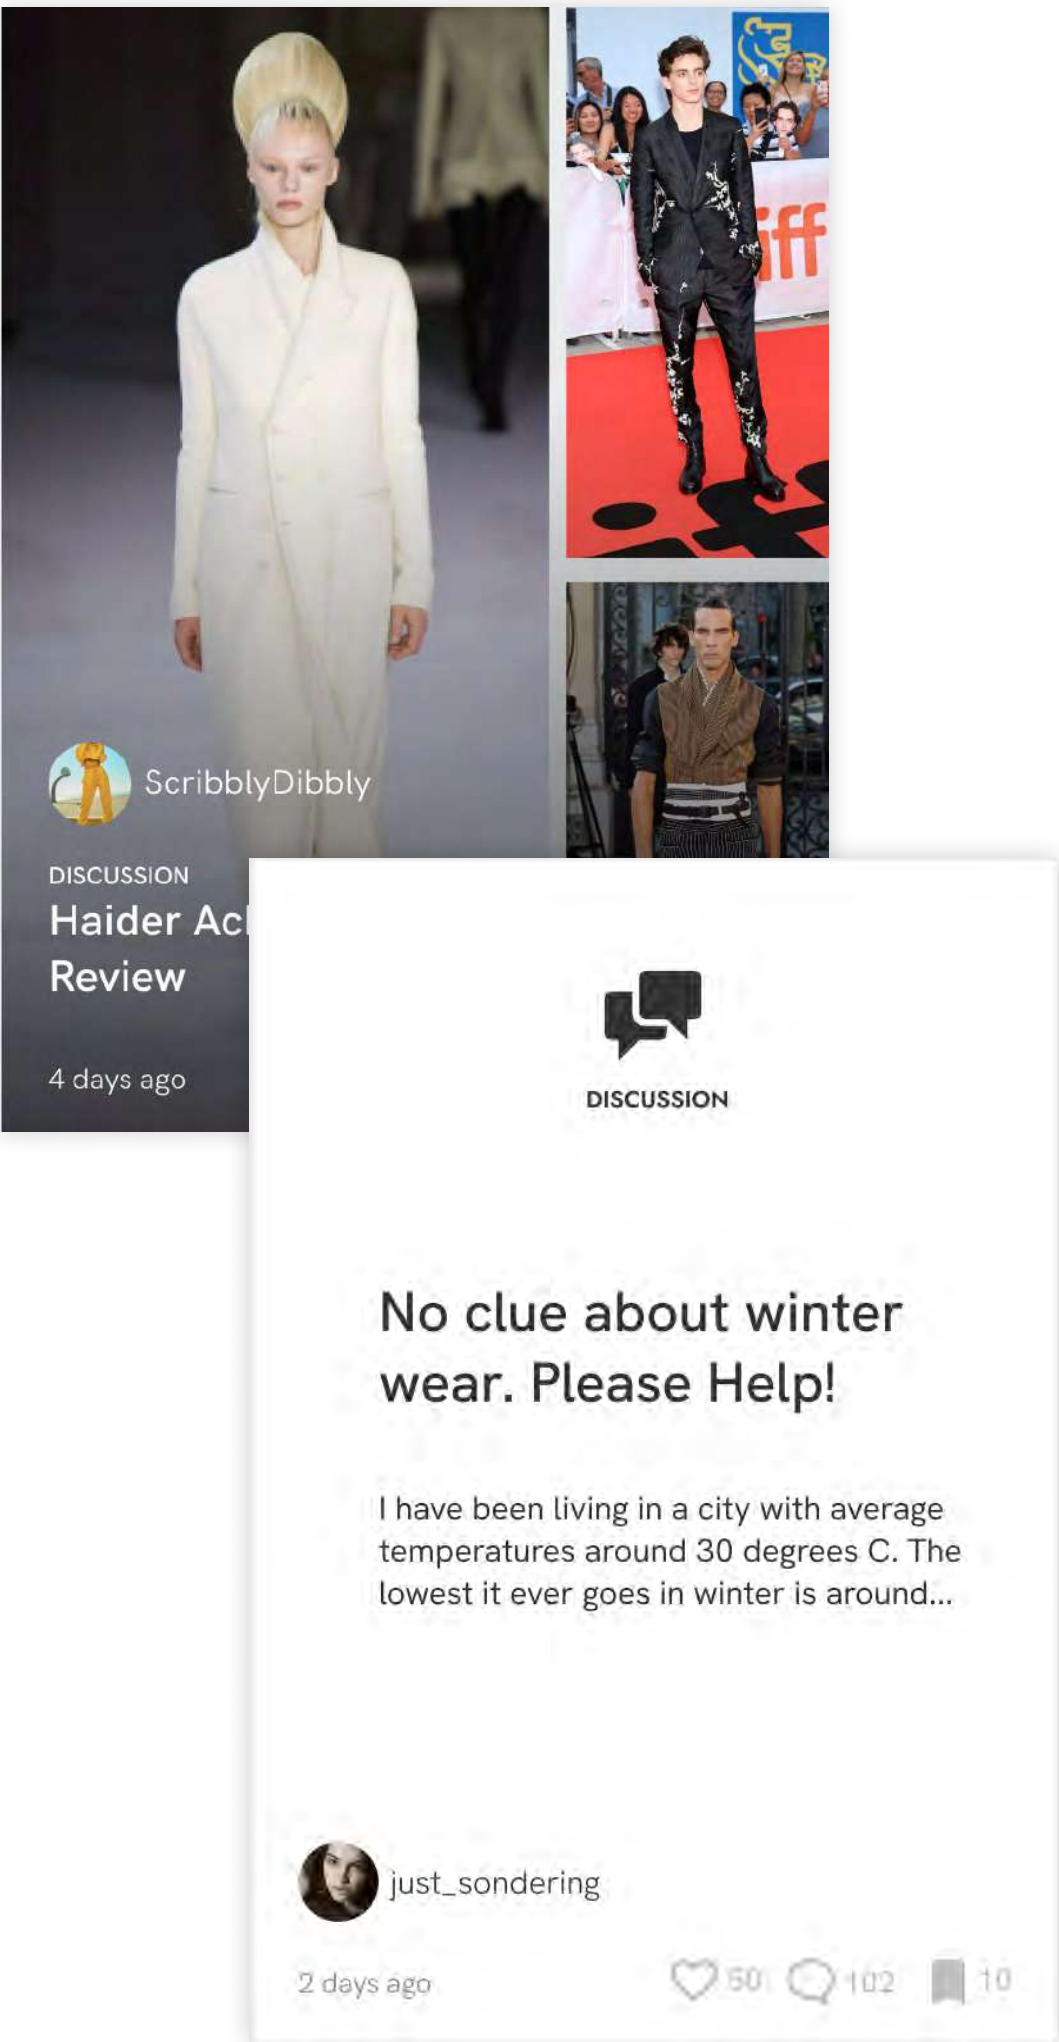 iff
ScribblyDibbly
DISCUSSION
Haider Ac
Review
4 days ago
DISCUSSION
No clue about winter
wear. Please Help!
I have been living in a city with average
temperatures around 30 degrees C. The
lowest it ever goes in winter is around...
just_sondering
2 days ago
50 102 10